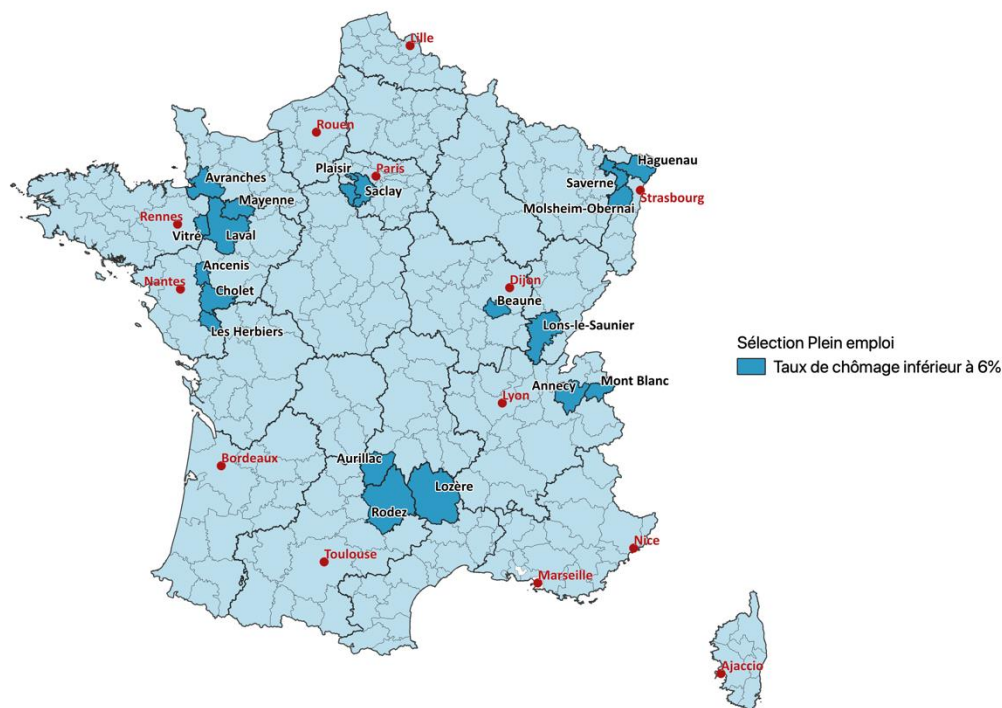 Lille
Rouen
Plaisir
Paris
Saclay
Haguenau
Saverne
Strasbourg
Molsheim-Obernai
Avranches
Mayenne
Rennes
Vitré
Laval
Ancenis
Nantes
Cholet
Les Herbiers
Dijon
Beaune
Lons-le-Saunier
Sélection Plein emploi
Taux de chômage inférieur à 6%
Annecy
Mont Blanc
Lyon
Bordeaux
Aurillac
Lozère
Rodez
Toulouse
Nice
Marseille
Ajaccio